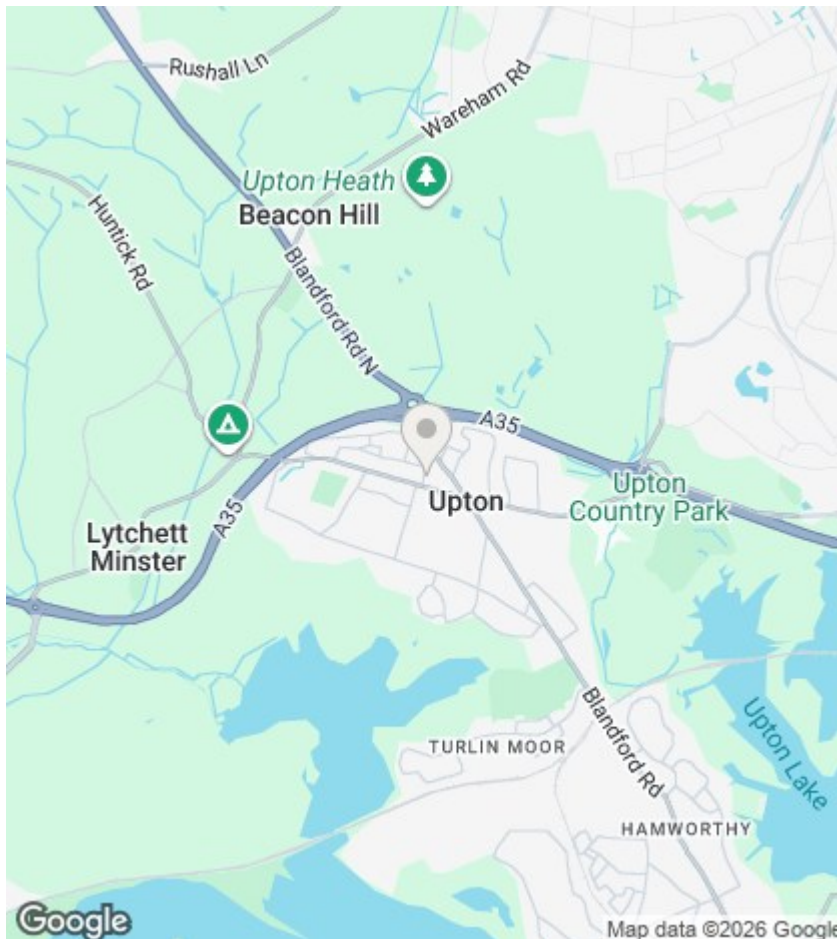 Rushall Ln
Wareham Rd
Upton Heath
Beacon Hill
Huntick Rd
Blandford Rd N
A35
Upton
Country Park
Upton
A35
Lytchett
Minster
Blandford Rd
Upton Lake
TURLIN MOOR
HAMWORTHY
Google
Map data ©2026 Google